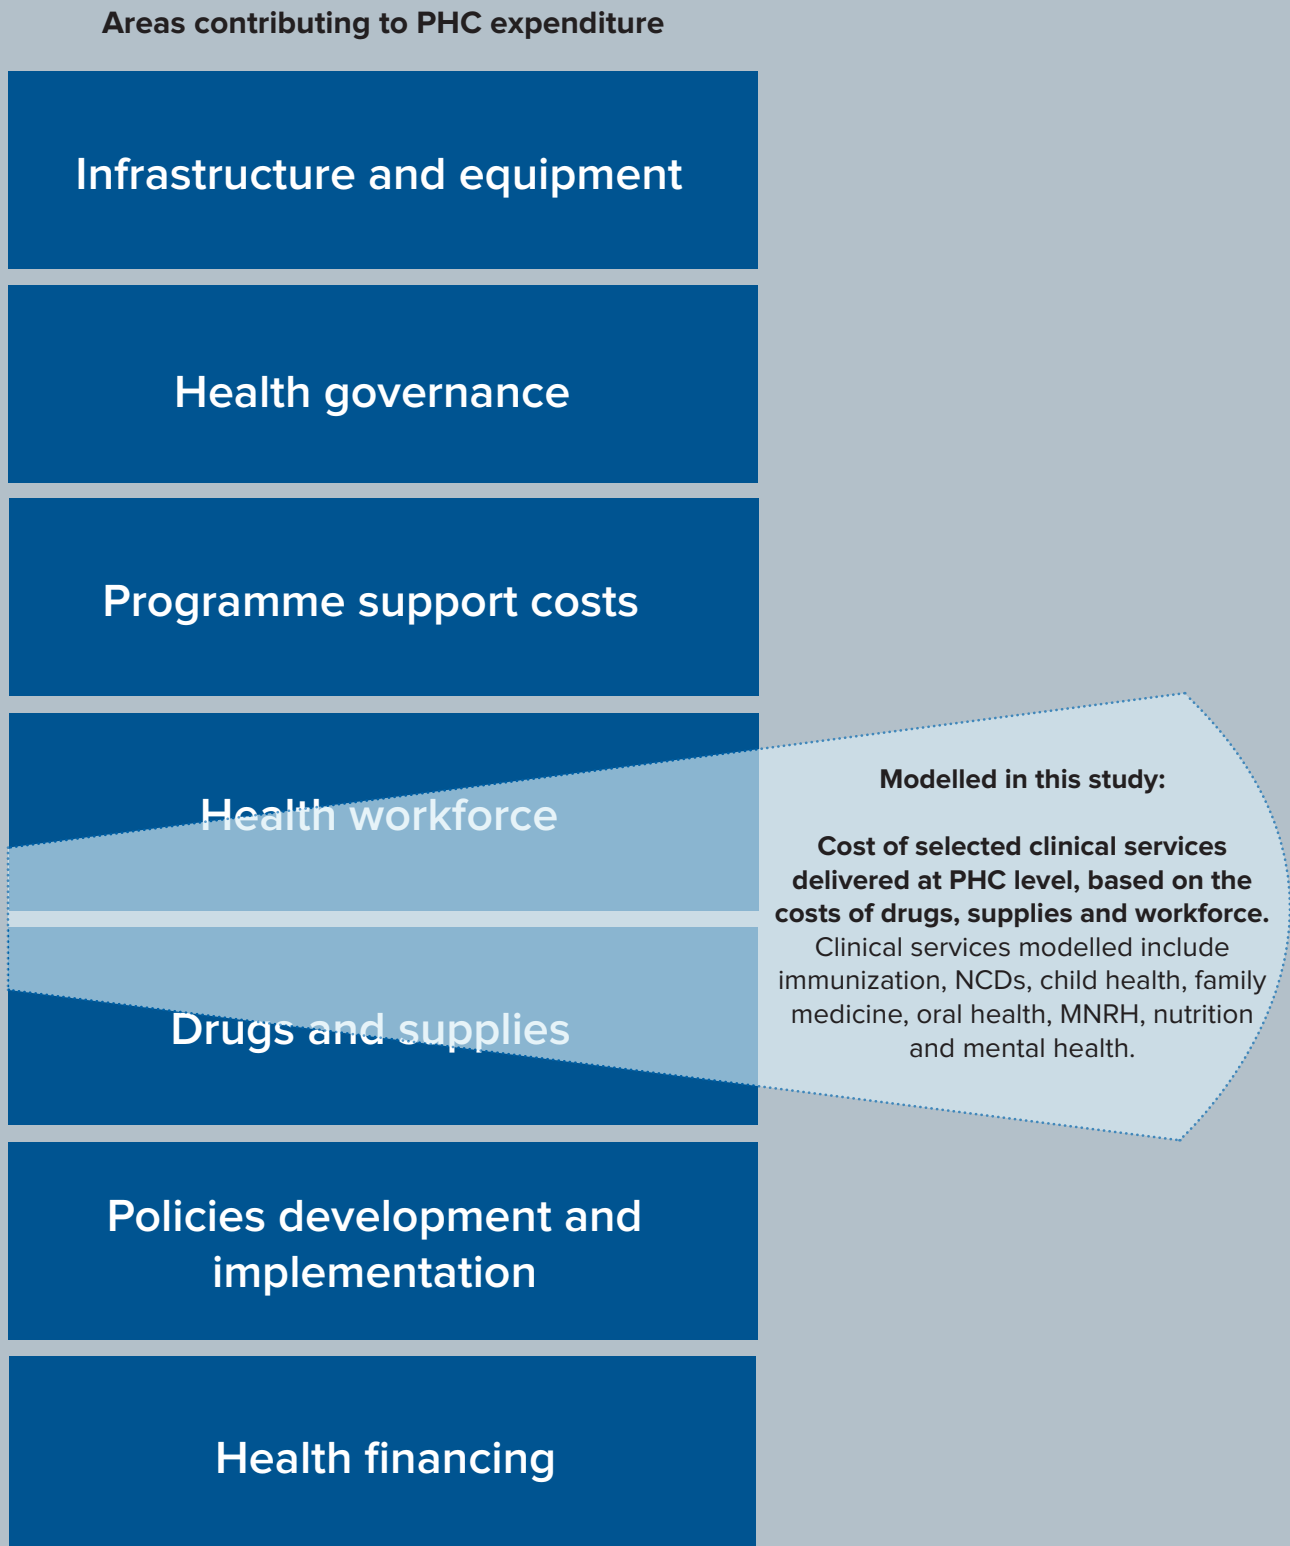 Areas contributing to PHC expenditure
Infrastructure and equipment
Health governance
Programme support costs
Health workforce
Drugs and supplies
Policies development and
implementation
Health financing
Modelled in this study:
Cost of selected clinical services
delivered at PHC level, based on the
costs of drugs, supplies and workforce.
Clinical services modelled include
immunization, NCDs, child health, family
medicine, oral health, MNRH, nutrition
and mental health.